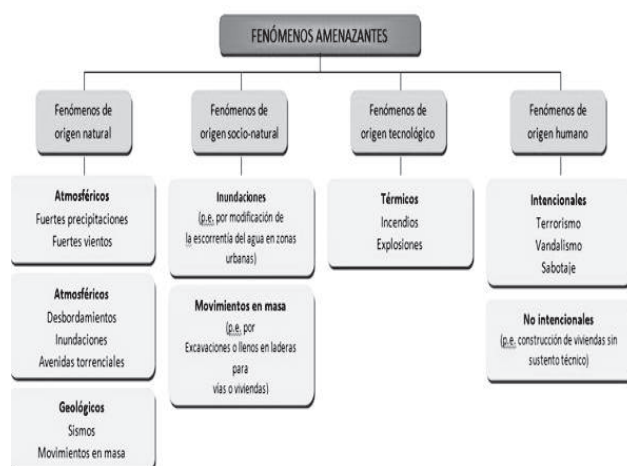 FENÓMENOS AMENAZANTES
Fenómenos de
origen natural
Fenómenos de
origen socio-natural
Fenómenos de
origen tecnológico
Fenómenos de
origen humano
Atmosféricos
Fuertes precipitaciones
Fuertes vientos
Atmosféricos
Desbordamientos
Inundaciones
Avenidas torrenciales
Geológicos
Sismos
Movimientos en masa
Inundaciones
(p.e. por modificación de
la escorrentía del agua en zonas
urbanas)
Movimientos en masa
(p.e. por
Excavaciones o llenos en laderas
para
vías o viviendas)
Térmicos
Incendios
Explosiones
Intencionales
Terrorismo
Vandalismo
Sabotaje
No intencionales
(p.e. construcción de viviendas sin
sustento técnico)